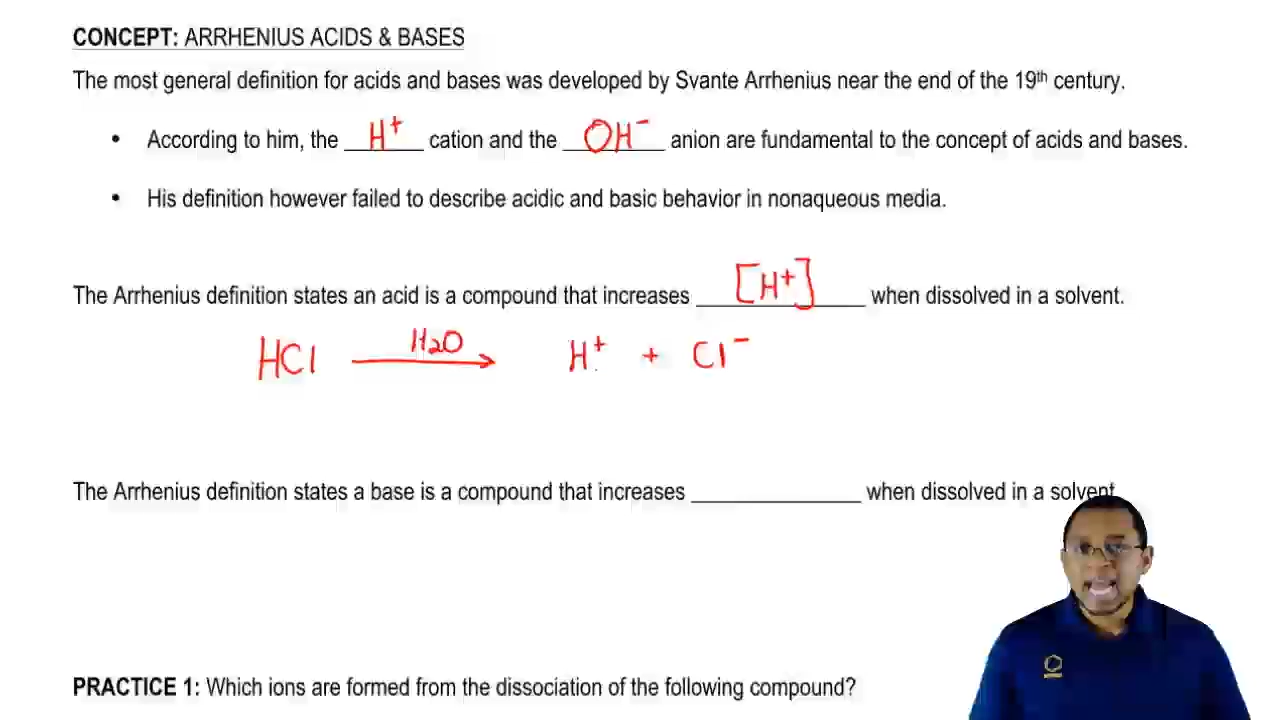 CONCEPT: ARRHENIUS ACIDS & BASES
The most general definition for acids and bases was developed by Svante Arrhenius near the end of the 19th century.
• According to him, the H⁺ cation and the OH⁻ anion are fundamental to the concept of acids and bases.
• His definition however failed to describe acidic and basic behavior in nonaqueous media.
The Arrhenius definition states an acid is a compound that increases [H⁺] when dissolved in a solvent.
HCl H₂O → H⁺ + Cl⁻
The Arrhenius definition states a base is a compound that increases ____________ when dissolved in a solvent
PRACTICE 1: Which ions are formed from the dissociation of the following compound?